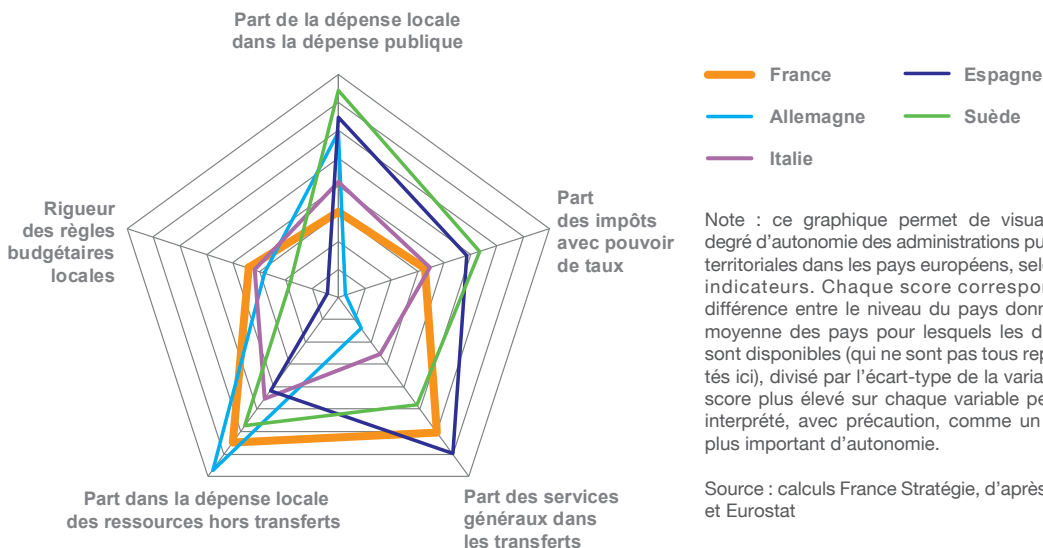 Part de la dépense locale
dans la dépense publique
Part
des impôts
avec pouvoir
de taux
Rigueur
des règles
budgétaires
locales
Part dans la dépense locale
des ressources hors transferts
Part des services
généraux dans
les transferts
France
Espagne
Allemagne
Suède
Italie
Note : ce graphique permet de visua
degré d'autonomie des administrations pu
territoriales dans les pays européens, sel
indicateurs. Chaque score correspon
différence entre le niveau du pays donn
moyenne des pays pour lesquels les d
sont disponibles (qui ne sont pas tous rep
tés ici), divisé par l'écart-type de la varia
score plus élevé sur chaque variable pe
interprété, avec précaution, comme un
plus important d'autonomie.
Source : calculs France Stratégie, d'après
et Eurostat